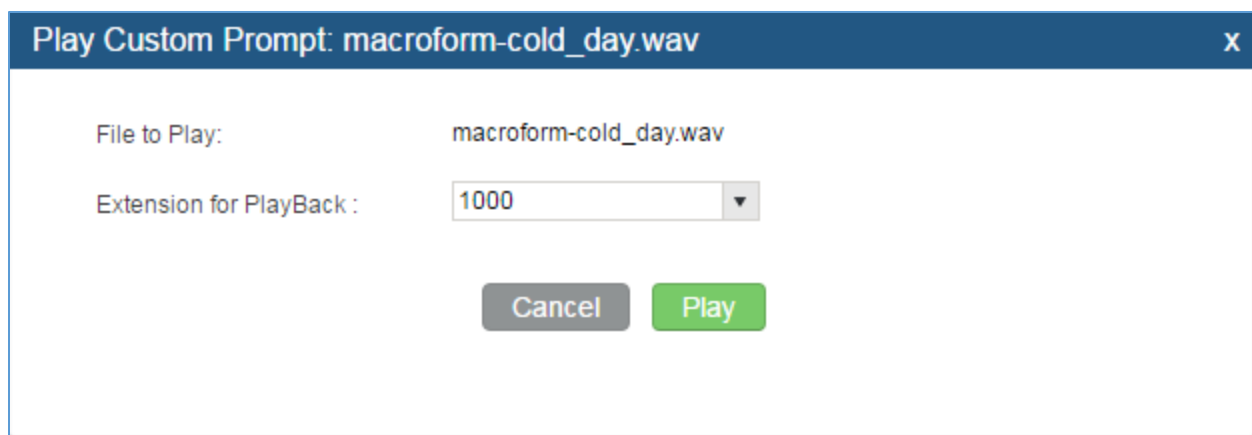 Play Custom Prompt: macroform-cold_day.wav x
File to Play: macroform-cold_day.wav
Extension for PlayBack : 1000
Cancel Play